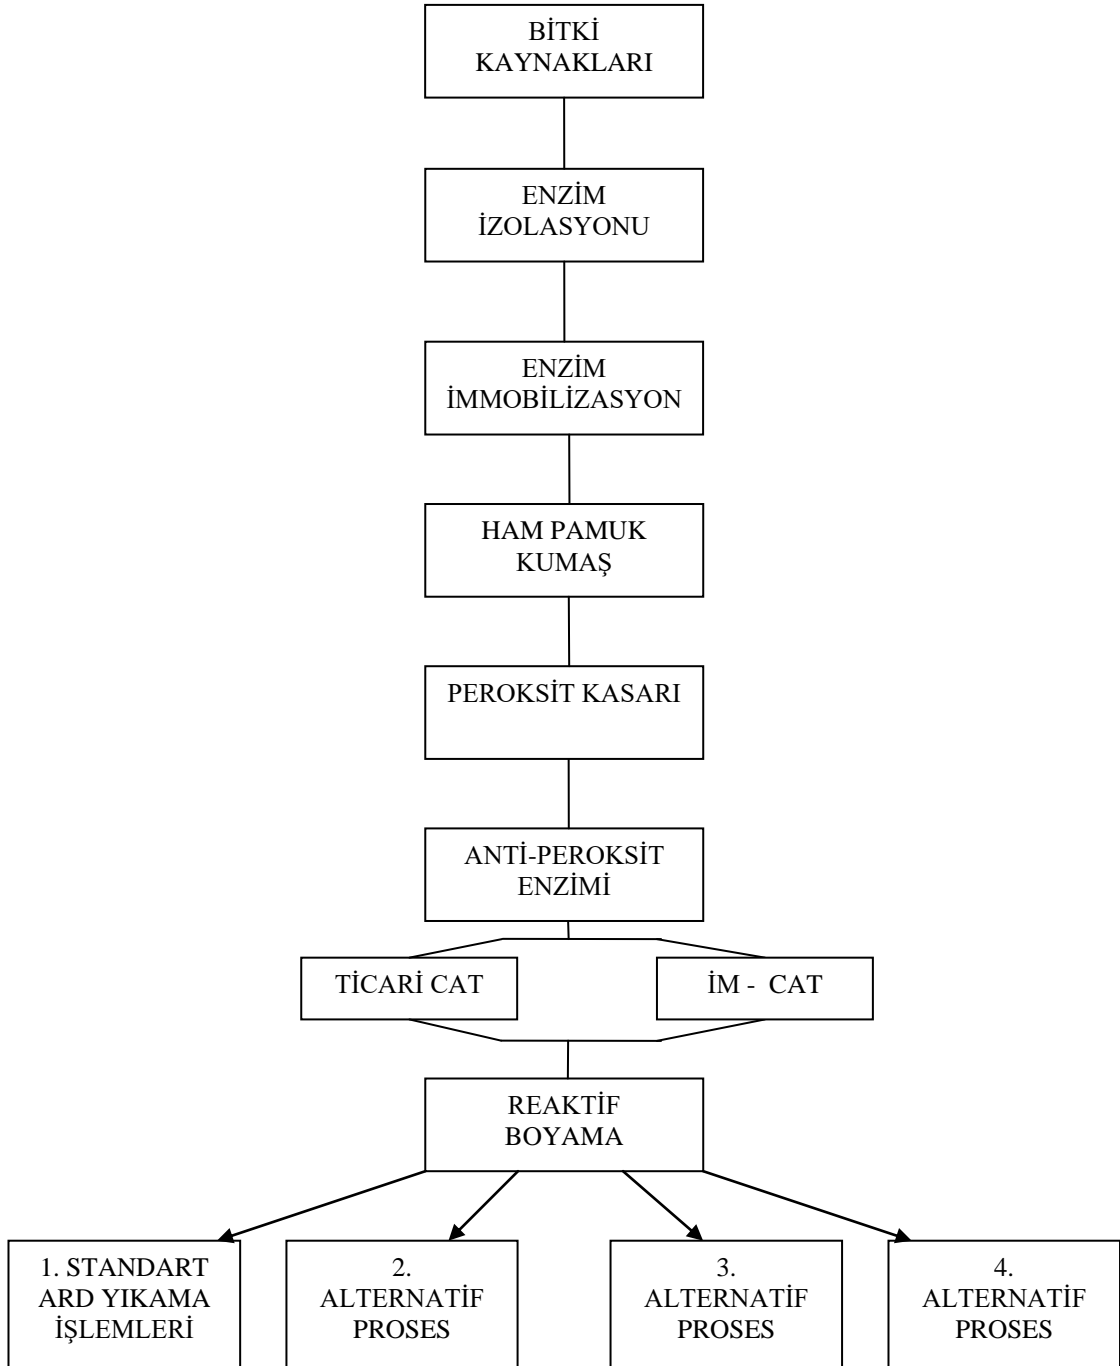 BİTKİ
KAYNAKLARI
ENZİM
İZOLASYONU
ENZİM
İMMOBİLİZASYON
HAM PAMUK
KUMAŞ
PEROKSİT KASARI
ANTİ-PEROKSİT
ENZİMİ
TİCARİ CAT
İM - CAT
REAKTİF
BOYAMA
1. STANDART
ARD YIKAMA
İŞLEMLERİ
2.
ALTERNATİF
PROSES
3.
ALTERNATİF
PROSES
4.
ALTERNATİF
PROSES